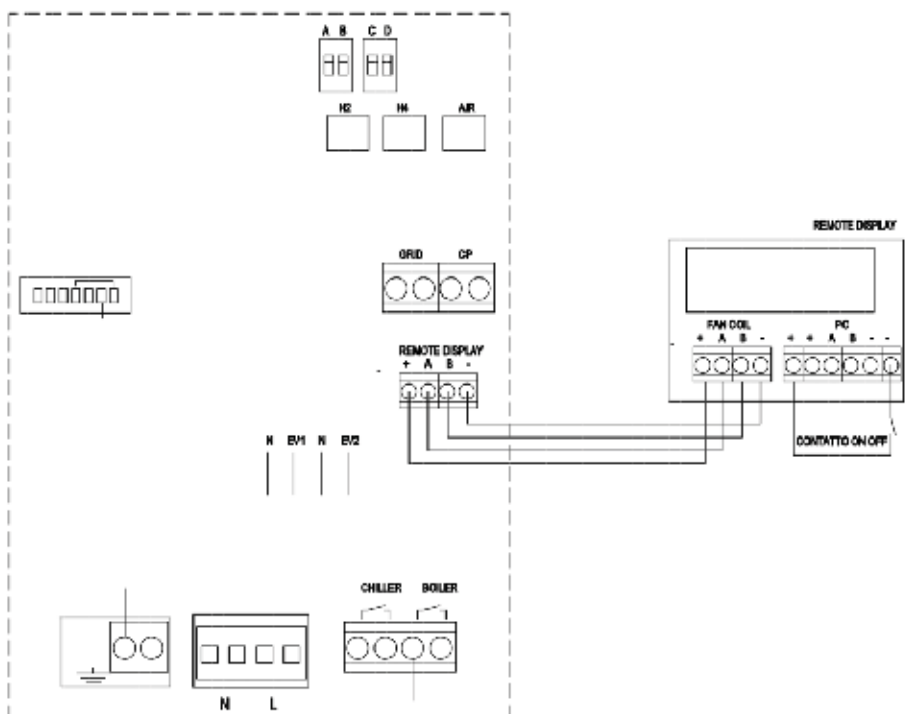 A B C D
H2 H4 AIR
REMOTE DISPLAY
GRID CP
FAN COIL PC
+ A B - + + A B - -
REMOTE DISPLAY
+ A B -
N EV1 N EV2
CONTATTO ON OFF
CHILLER BOILER
N L